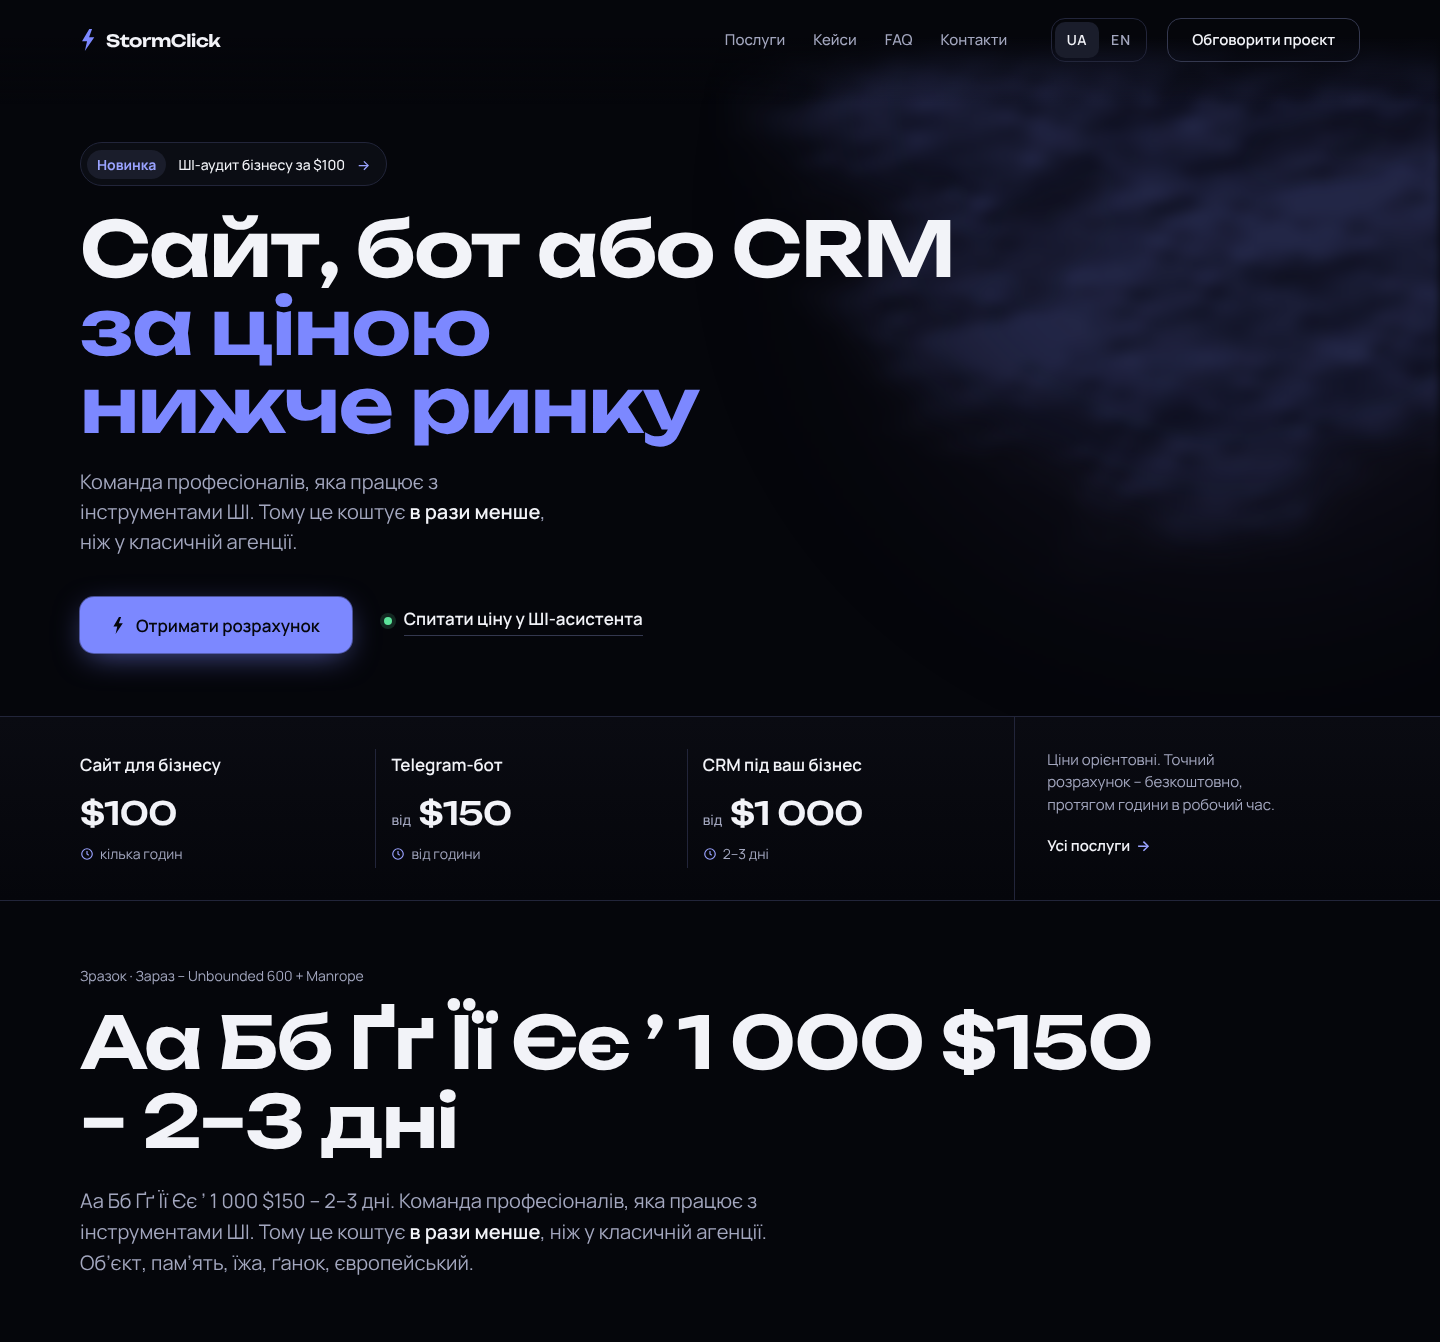 StormClick
Послуги Кейси FAQ Контакти UA EN Обговорити проєкт
Новинка ШІ-аудит бізнесу за $100 →
Сайт, бот або CRM
за ціною
нижче ринку
Команда професіоналів, яка працює з
інструментами ШІ. Тому це коштує в рази менше,
ніж у класичній агенції.
Отримати розрахунок Спитати ціну у ШІ-асистента
Сайт для бізнесу
$100
кілька годин
Telegram-бот
від $150
від години
CRM під ваш бізнес
від $1 000
2–3 дні
Ціни орієнтовні. Точний
розрахунок – безкоштовно,
протягом години в робочий час.
Усі послуги →
Зразок · Зараз – Unbounded 600 + Manrope
Аа Бб Ґґ Її Єє ’ 1 000 $150
– 2–3 дні
Аа Бб Ґґ Її Єє ’ 1 000 $150 – 2–3 дні. Команда професіоналів, яка працює з
інструментами ШІ. Тому це коштує в рази менше, ніж у класичній агенції.
Об’єкт, пам’ять, їжа, ґанок, європейський.